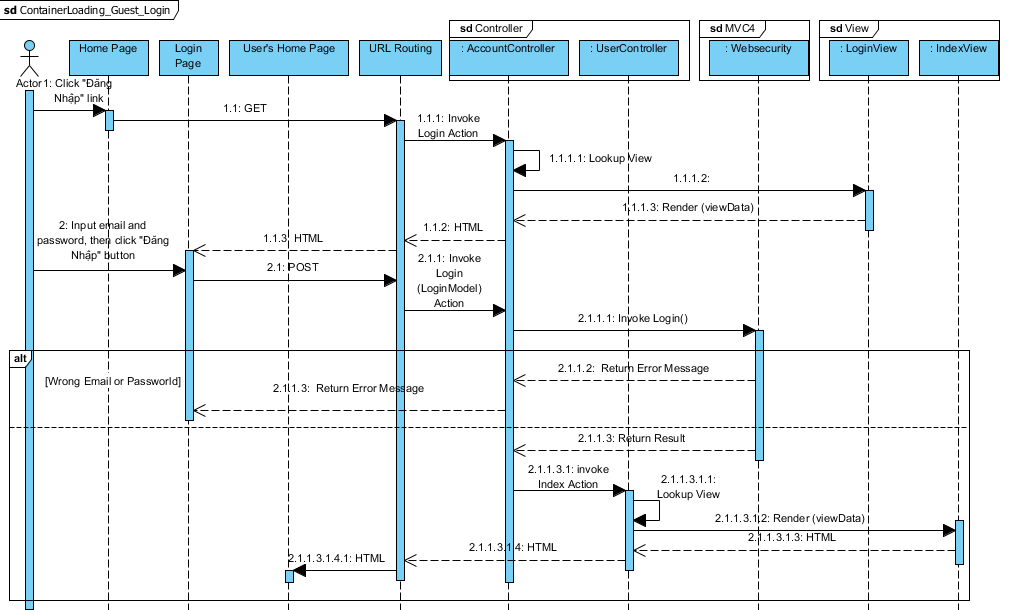 sd ContainerLoading_Guest_Login
sd Controller
sd MVC4
sd View
Home Page
Login
Page
User's Home Page
URL Routing
: AccountController
: UserController
: Websecurity
: LoginView
: IndexView
Actor
1: Click "Đăng
Nhập" link
1.1: GET
1.1.1: Invoke
Login Action
1.1.1.1: Lookup View
1.1.1.2:
1.1.1.3: Render (viewData)
1.1.2: HTML
1.1.3: HTML
2: Input email and
password, then click "Đăng
Nhập" button
2.1: POST
2.1.1: Invoke
Login
(LoginModel)
Action
2.1.1.1: Invoke Login()
alt
[Wrong Email or Passworld]
2.1.1.2: Return Error Message
2.1.1.3: Return Error Message
2.1.1.3: Return Result
2.1.1.3.1: invoke
Index Action
2.1.1.3.1.1:
Lookup View
2.1.1.3.1.2: Render (viewData)
2.1.1.3.1.3: HTML
2.1.1.3.1.4: HTML
2.1.1.3.1.4.1: HTML